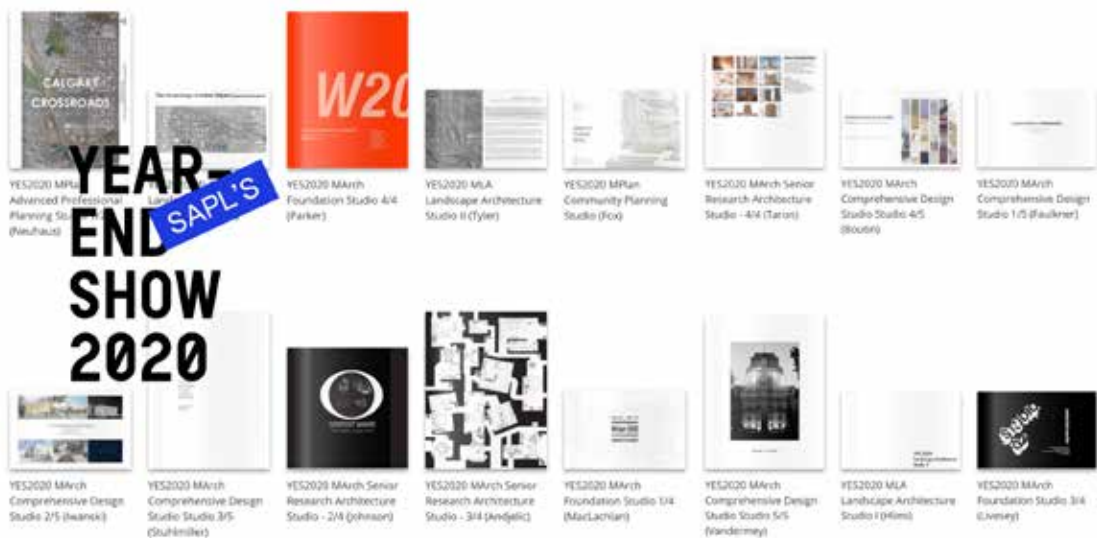 CALGARY
CROSSROADS
W20
YEAR-
END
SHOW
2020
SAPL'S
YES2020 MPlan
Advanced Professional
Planning
(Neuhaus)
YES2020 MArch
Foundation Studio 4/4
(Parker)
YES2020 MLA
Landscape Architecture
Studio II (Tyler)
YES2020 MPlan
Community Planning
Studio (Fox)
YES2020 MArch Senior
Research Architecture
Studio - 4/4 (Taron)
YES2020 MArch
Comprehensive Design
Studio Studio 4/5
(Boutin)
YES2020 MArch
Comprehensive Design
Studio 1/5 (Faulkner)
YES2020 MArch
Comprehensive Design
Studio 2/5 (Iwanski)
YES2020 MArch
Comprehensive Design
Studio Studio 3/5
(Stuhlmiller)
YES2020 MArch Senior
Research Architecture
Studio - 2/4 (Johnson)
YES2020 MArch Senior
Research Architecture
Studio - 3/4 (Andjelic)
YES2020 MArch
Foundation Studio 1/4
(MacLachlan)
YES2020 MArch
Comprehensive Design
Studio Studio 5/5
(Vandermey)
YES2020 MLA
Landscape Architecture
Studio I (Hlimi)
YES2020 MArch
Foundation Studio 3/4
(Livesey)